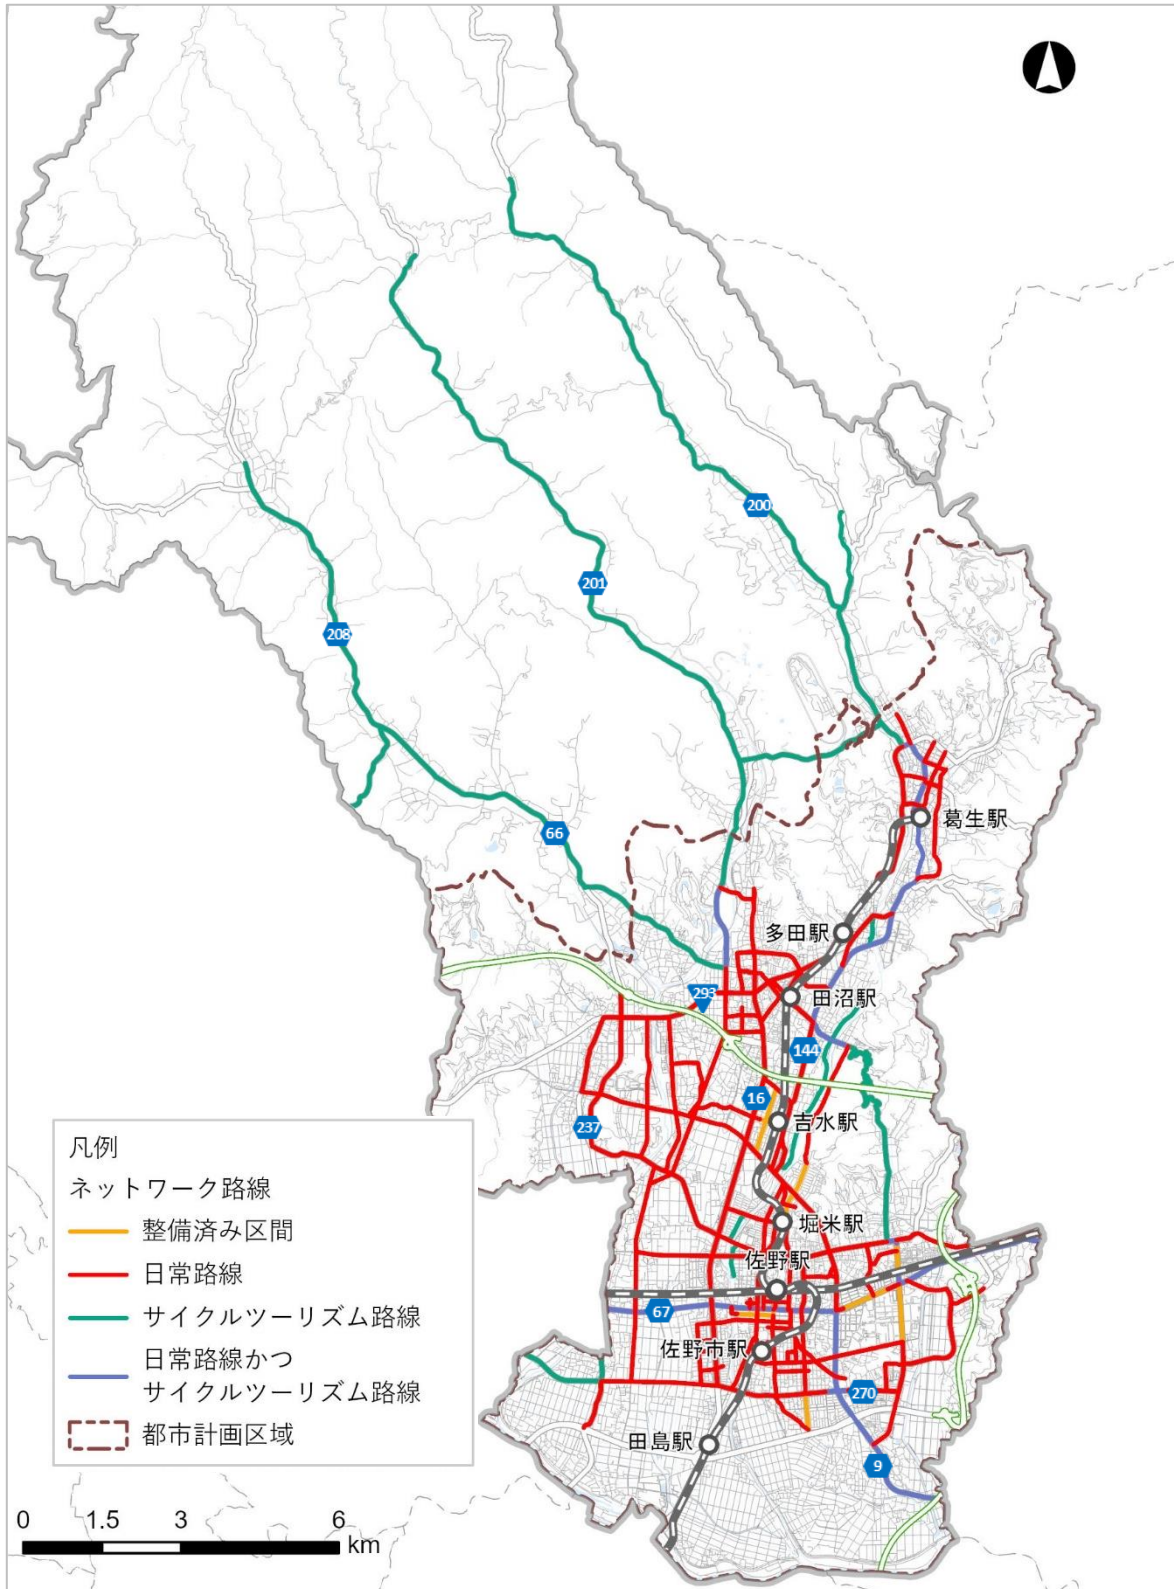 200
201
208
葛生駅
66
多田駅
293
田沼駅
144
16
吉水駅
237
堀米駅
佐野駅
67
佐野市駅
270
田島駅
9
凡例
ネットワーク路線
整備済み区間
日常路線
サイクルツーリズム路線
日常路線かつ
サイクルツーリズム路線
都市計画区域
0 1.5 3 6
km